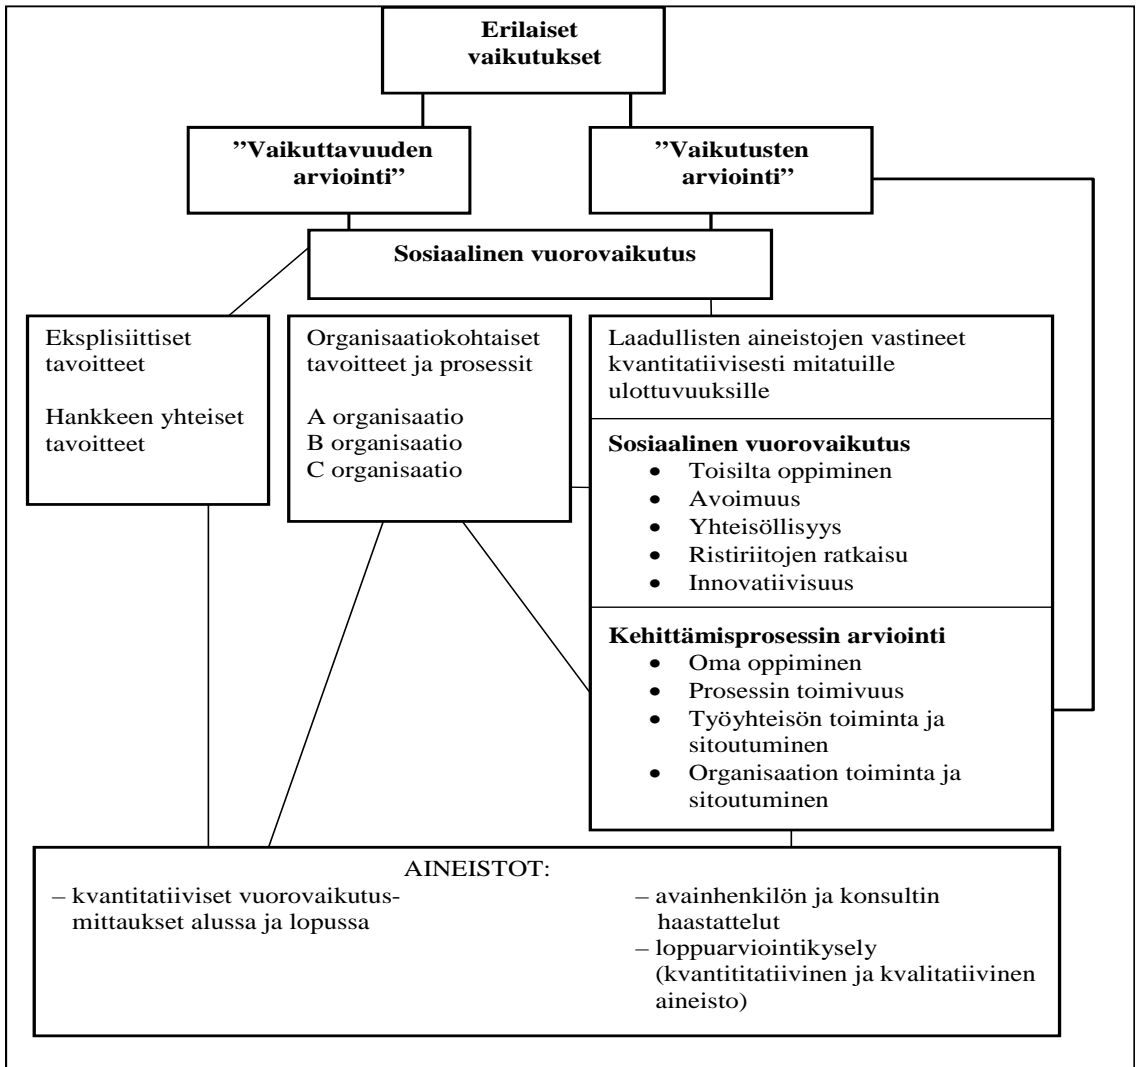 Erilaiset
vaikutukset
”Vaikuttavuuden
arviointi”
”Vaikutusten
arviointi”
Sosiaalinen vuorovaikutus
Eksplisiittiset
tavoitteet
Hankkeen yhteiset
tavoitteet
Organisaatiokohtaiset
tavoitteet ja prosessit
A organisaatio
B organisaatio
C organisaatio
Laadullisten aineistojen vastineet
kvantitatiivisesti mitatuille
ulottuvuuksille
Sosiaalinen vuorovaikutus
• Toisilta oppiminen
• Avoimuus
• Yhteisöllisyys
• Ristiriitojen ratkaisu
• Innovatiivisuus
Kehittämisprosessin arviointi
• Oma oppiminen
• Prosessin toimivuus
• Työyhteisön toiminta ja
sitoutuminen
• Organisaation toiminta ja
sitoutuminen
AINEISTOT:
– kvantitatiiviset vuorovaikutus-
mittaukset alussa ja lopussa
– avainhenkilön ja konsultin
haastattelut
– loppuarviointikysely
(kvantititatiivinen ja kvalitatiivinen
aineisto)